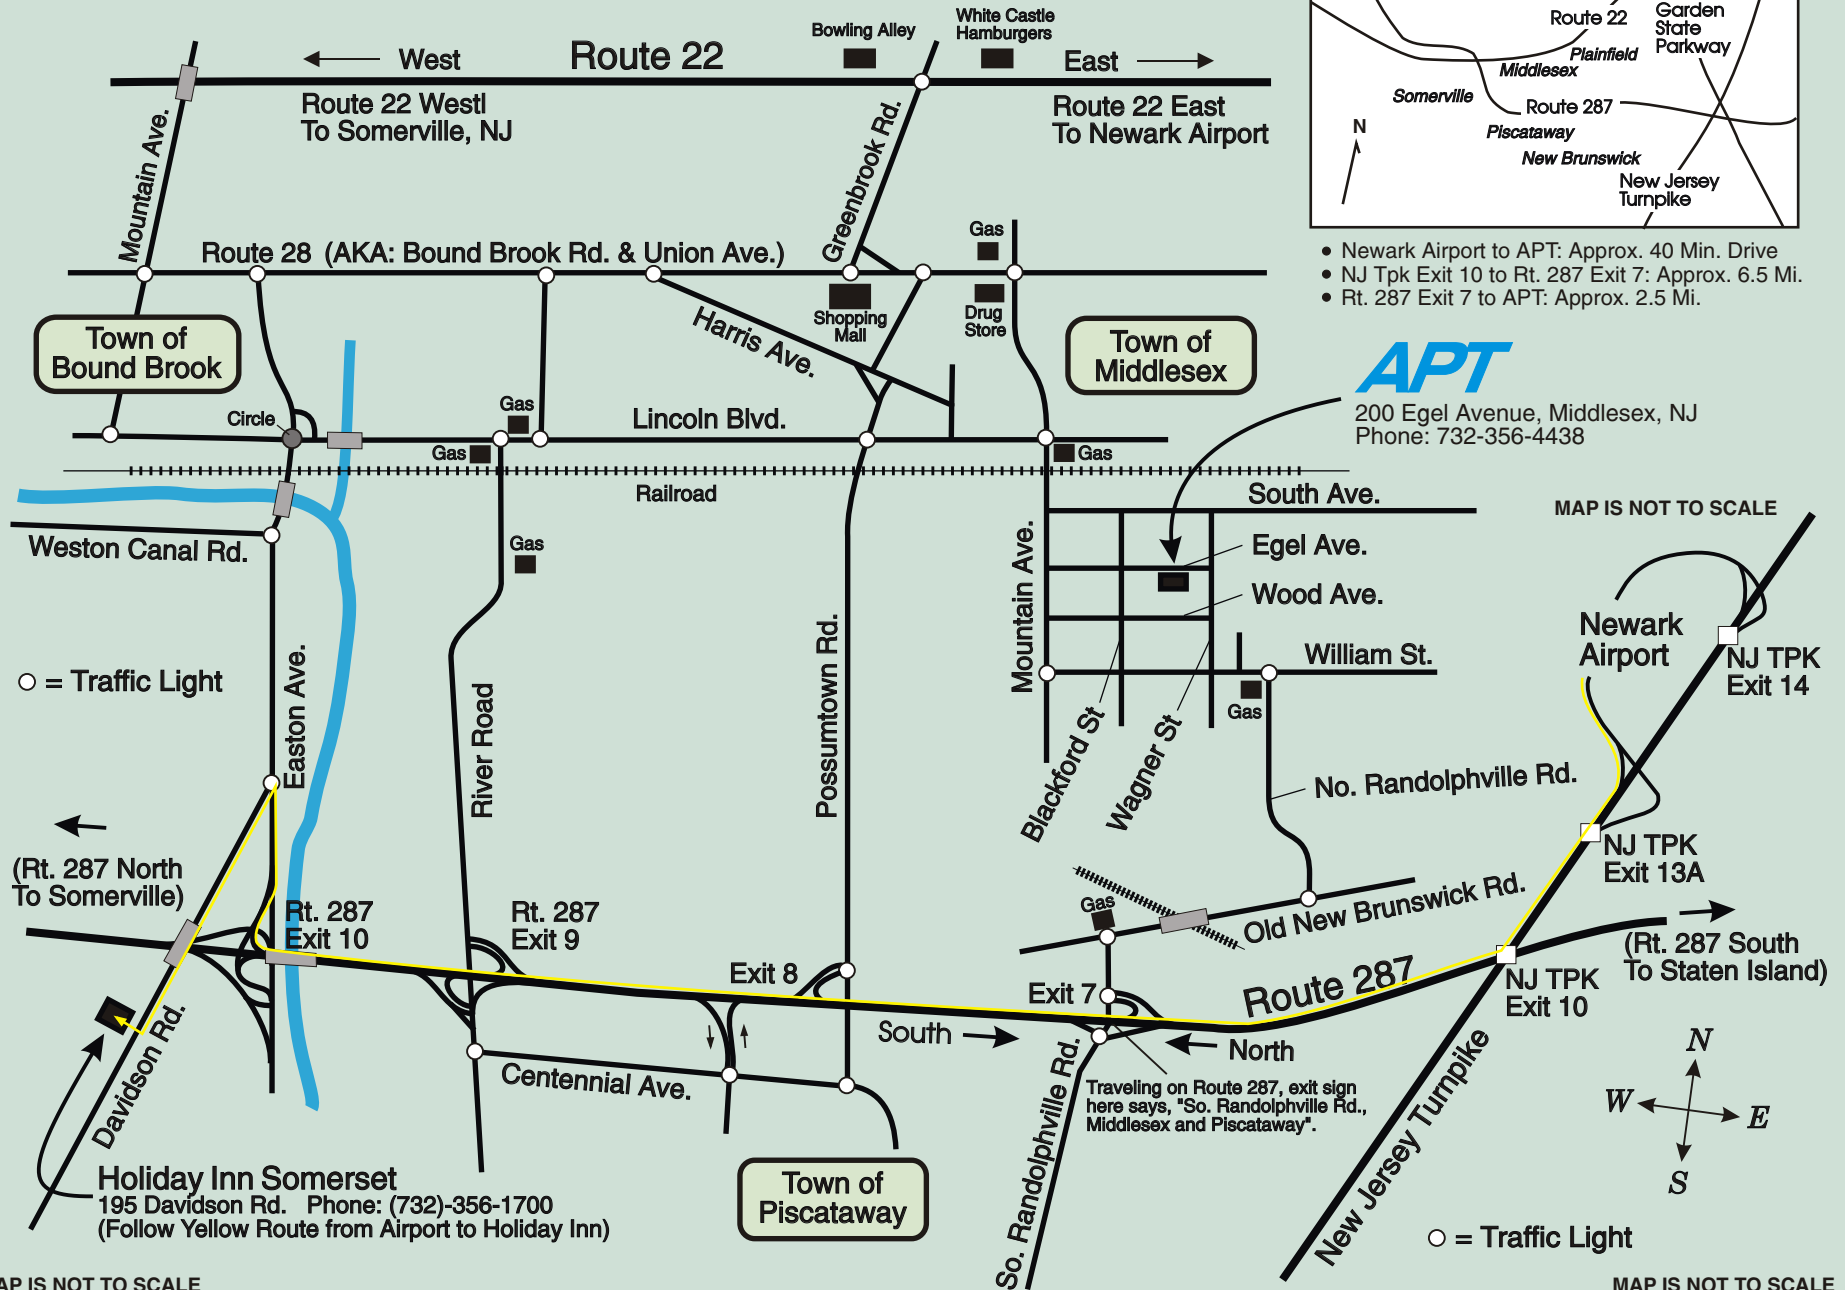 Bowling Alley
White Castle
Hamburgers
West
Route 22
East
Route 22 Westl
To Somerville, NJ
Route 22 East
To Newark Airport
Mountain Ave.
Greenbrook Rd.
Route 22
Garden
State
Parkway
Plainfield
Middlesex
Somerville
Route 287
Piscataway
N
New Brunswick
New Jersey
Turnpike
• Newark Airport to APT: Approx. 40 Min. Drive
• NJ Tpk Exit 10 to Rt. 287 Exit 7: Approx. 6.5 Mi.
• Rt. 287 Exit 7 to APT: Approx. 2.5 Mi.
Route 28 (AKA: Bound Brook Rd. & Union Ave.)
Gas
Shopping
Mall
Drug
Store
Harris Ave.
Town of
Bound Brook
Town of
Middlesex
APT
200 Egel Avenue, Middlesex, NJ
Phone: 732-356-4438
Circle
Gas
Lincoln Blvd.
Gas
Gas
Railroad
South Ave.
MAP IS NOT TO SCALE
Weston Canal Rd.
Gas
Egel Ave.
Wood Ave.
Mountain Ave.
William St.
Gas
Newark
Airport
NJ TPK
Exit 14
= Traffic Light
Easton Ave.
River Road
Possumtown Rd.
Blackford St
Wagner St
No. Randolphville Rd.
NJ TPK
Exit 13A
(Rt. 287 North
To Somerville)
Rt. 287
Exit 10
Rt. 287
Exit 9
Exit 8
Gas
Old New Brunswick Rd.
Exit 7
Route 287
(Rt. 287 South
To Staten Island)
NJ TPK
Exit 10
South
North
Centennial Ave.
Davidson Rd.
Traveling on Route 287, exit sign
here says, "So. Randolphville Rd.,
Middlesex and Piscataway".
So. Randolphville Rd.
New Jersey Turnpike
N
W
E
S
Holiday Inn Somerset
195 Davidson Rd. Phone: (732)-356-1700
(Follow Yellow Route from Airport to Holiday Inn)
Town of
Piscataway
= Traffic Light
AP IS NOT TO SCALE
MAP IS NOT TO SCALE